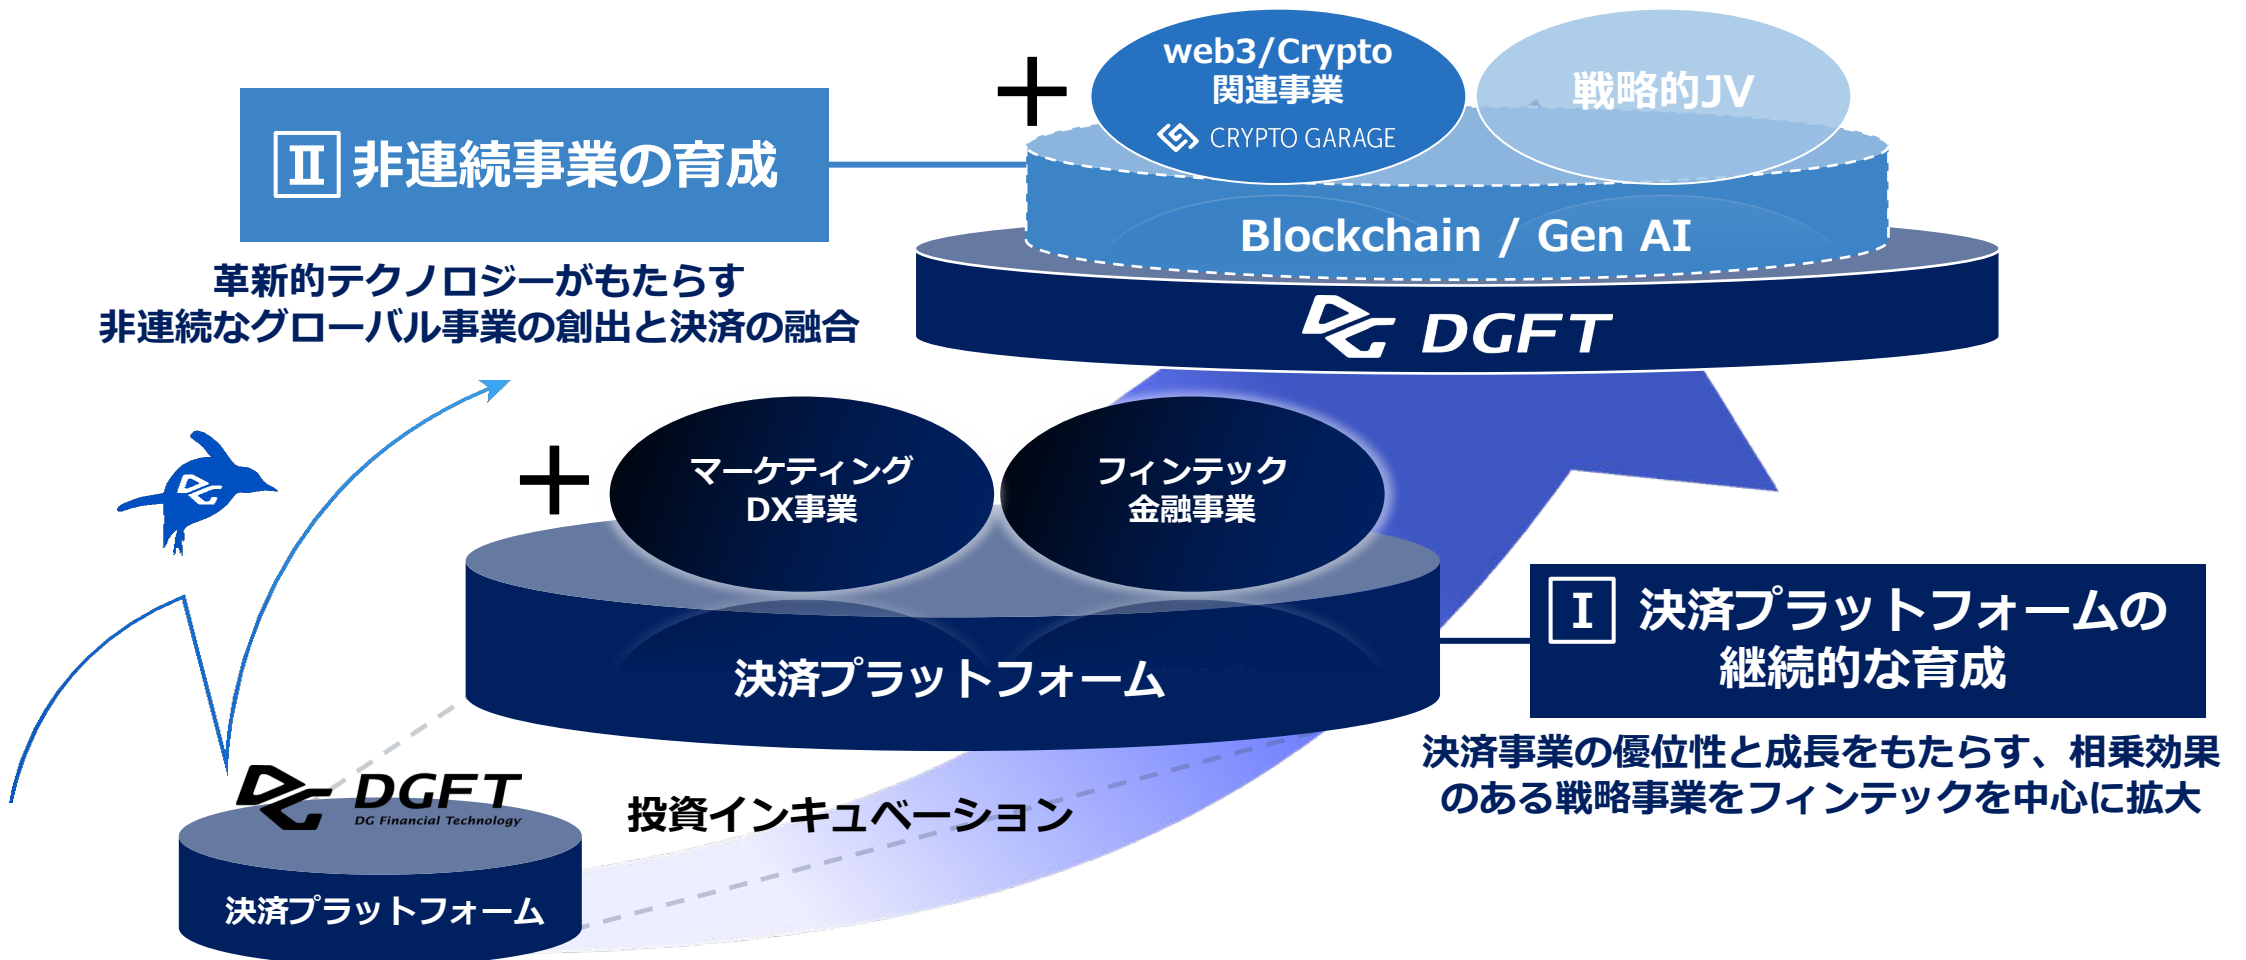 web3/Crypto
関連事業
CRYPTO GARAGE
戦略的JV
Ⅱ 非連続事業の育成
Blockchain / Gen AI
革新的テクノロジーがもたらす
非連続なグローバル事業の創出と決済の融合
DG DGFT
マーケティング
DX事業
フィンテック
金融事業
DG
決済プラットフォーム
Ⅰ 決済プラットフォームの
継続的な育成
決済事業の優位性と成長をもたらす、相乗効果
のある戦略事業をフィンテックを中心に拡大
DG DGFT
DG Financial Technology
投資インキュベーション
決済プラットフォーム